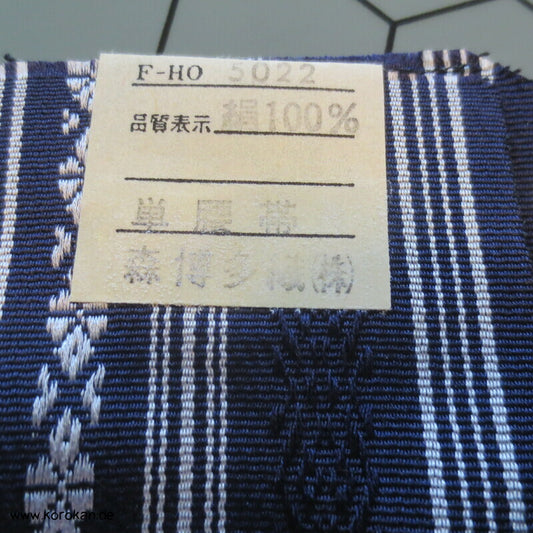 F-HO 5022
品質表示 絹100%
単腰帯
森博多織(株)
www.korokan.de